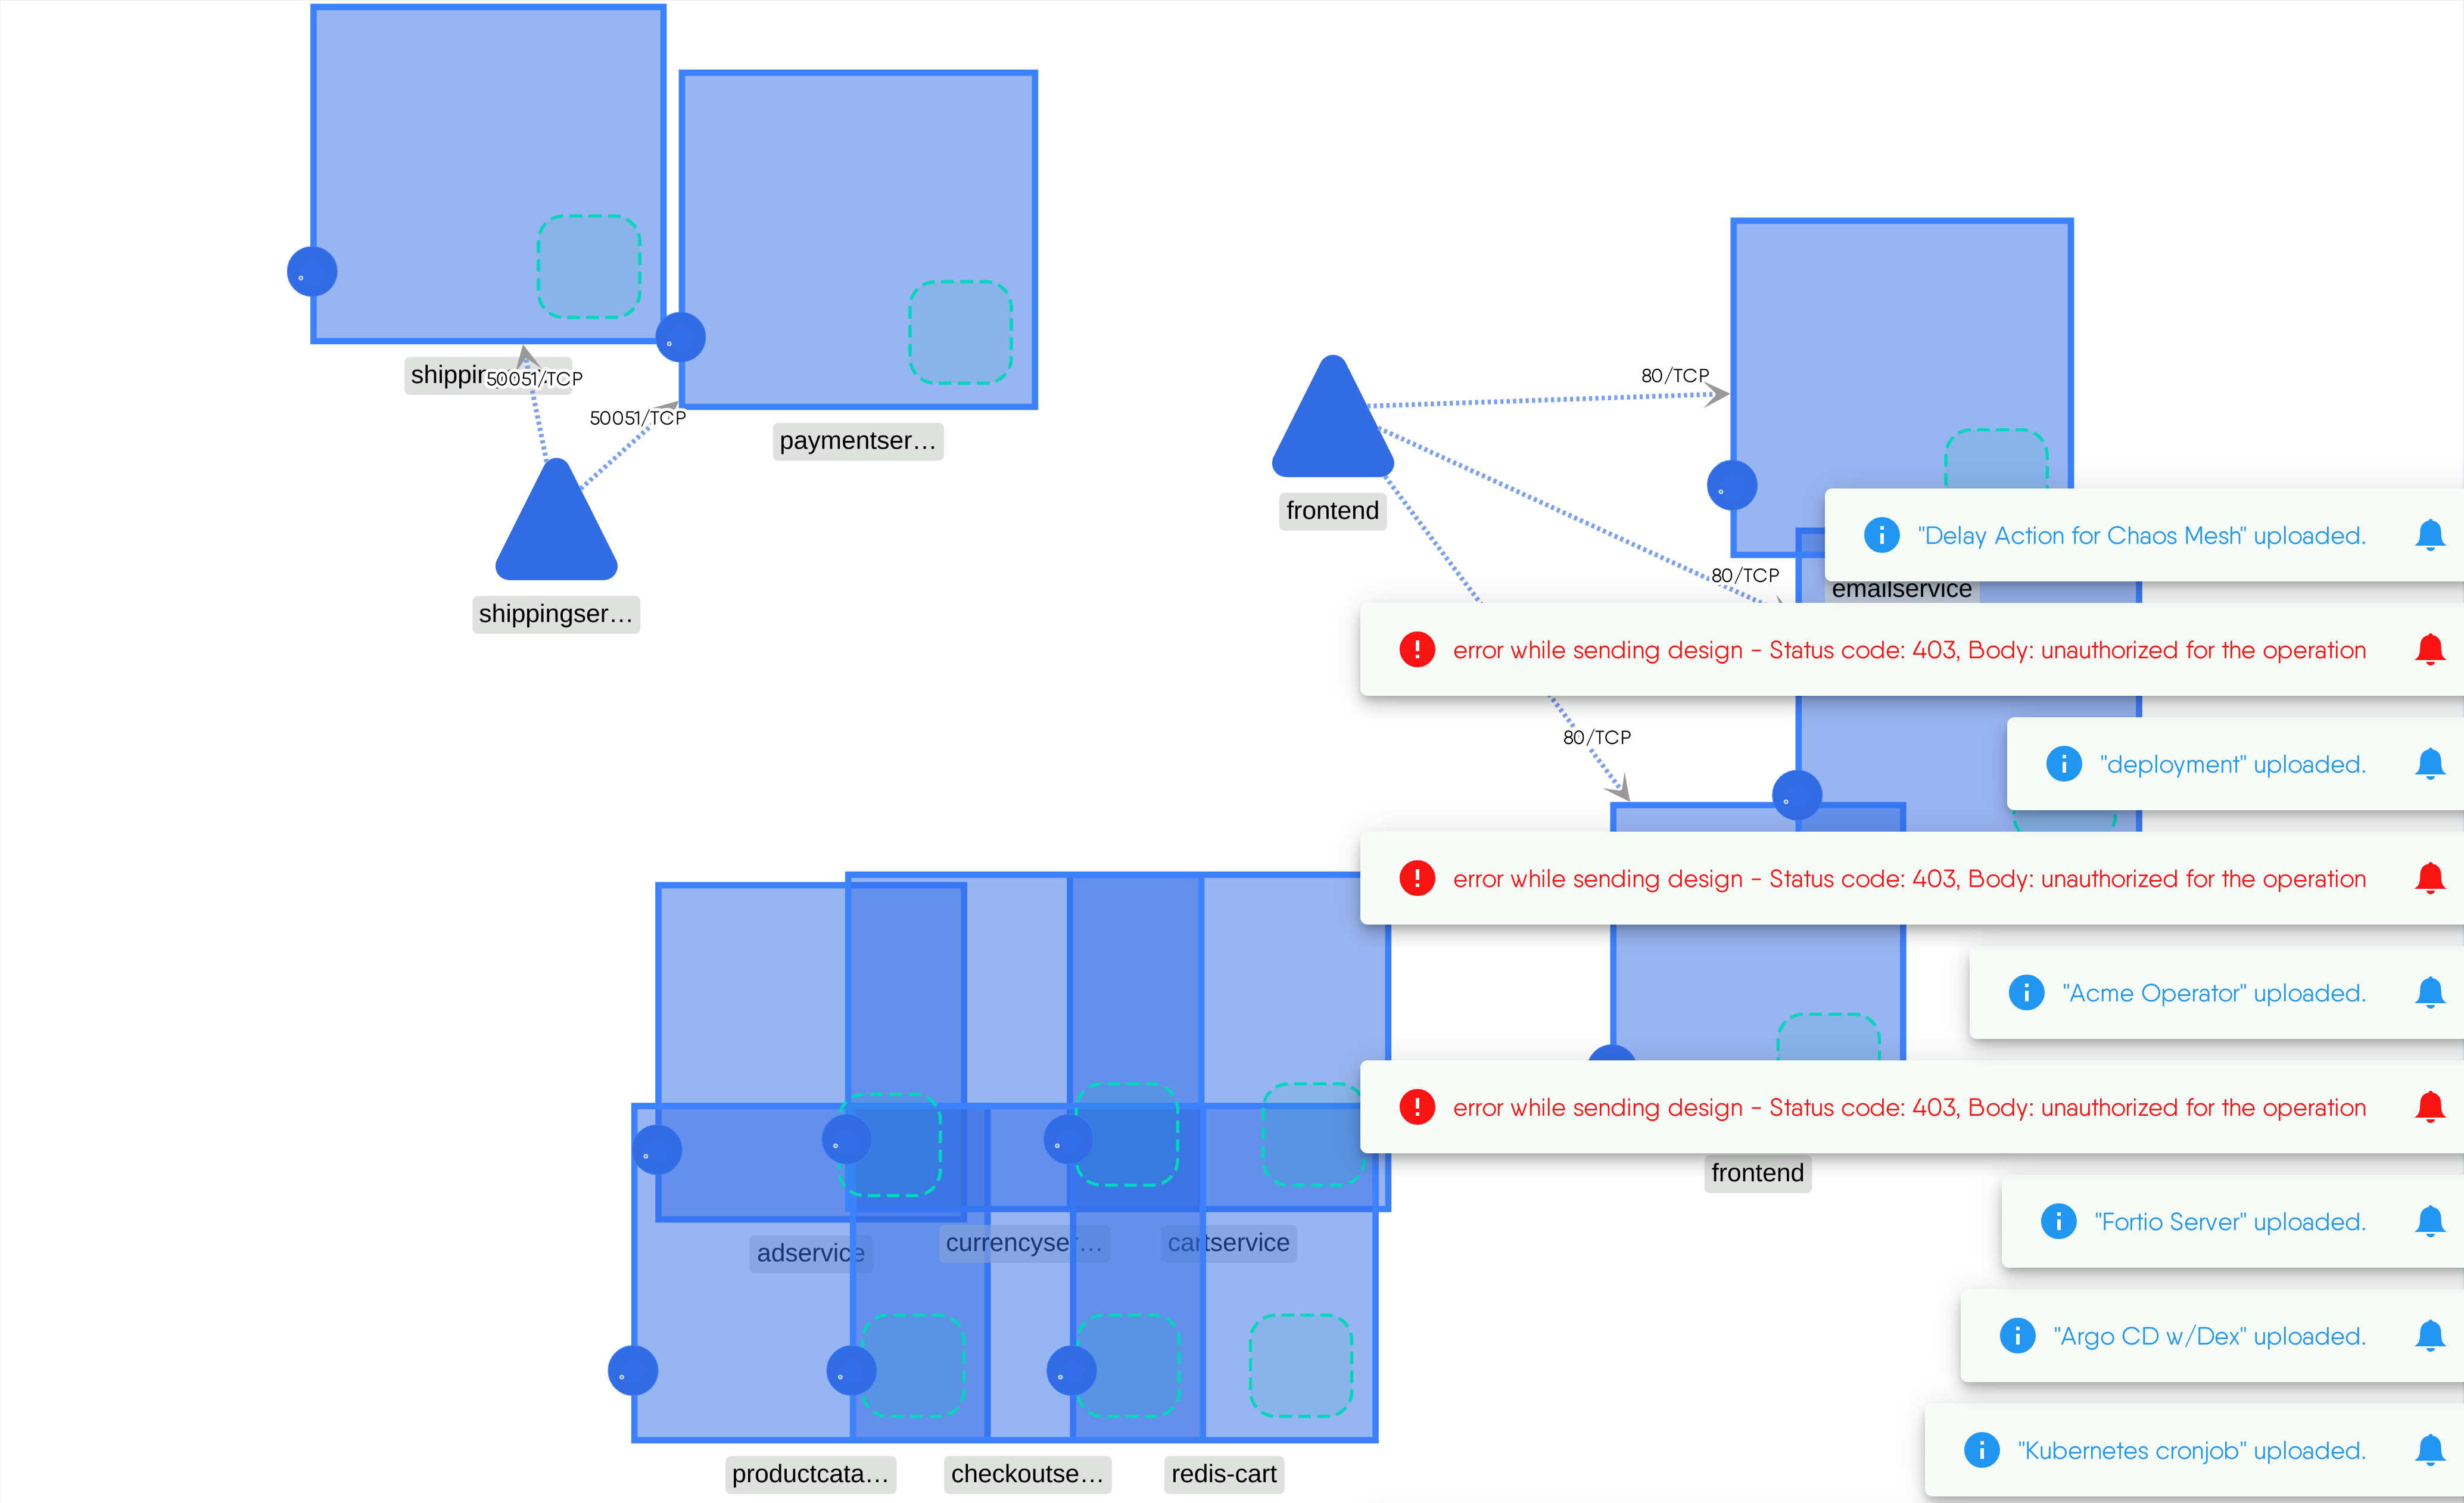 shippin
50051/TCP
50051/TCP
paymentser…
shippingser…
frontend
80/TCP
80/TCP
80/TCP
emailservice
"Delay Action for Chaos Mesh" uploaded.
error while sending design - Status code: 403, Body: unauthorized for the operation
"deployment" uploaded.
error while sending design - Status code: 403, Body: unauthorized for the operation
"Acme Operator" uploaded.
error while sending design - Status code: 403, Body: unauthorized for the operation
frontend
"Fortio Server" uploaded.
"Argo CD w/Dex" uploaded.
"Kubernetes cronjob" uploaded.
adservice
currencyser…
cartservice
productcata…
checkoutse…
redis-cart